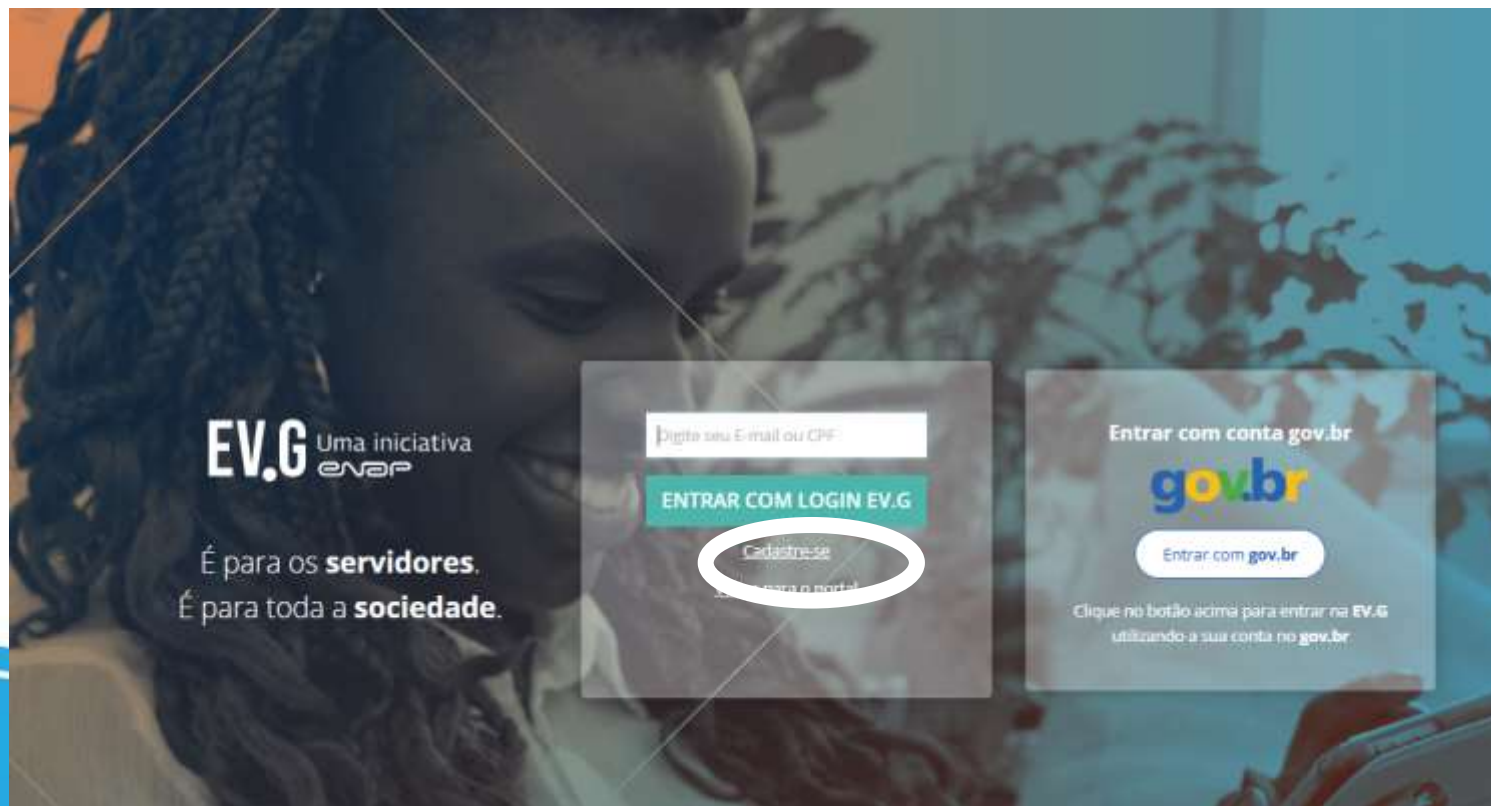 EV.G Uma iniciativa
enap
É para os servidores.
É para toda a sociedade.
Digite seu E-mail ou CPF
ENTRAR COM LOGIN EV.G
Cadastre-se
para o portal
Entrar com conta gov.br
gov.br
Entrar com gov.br
Clique no botão acima para entrar na EV.G
utilizando a sua conta no gov.br